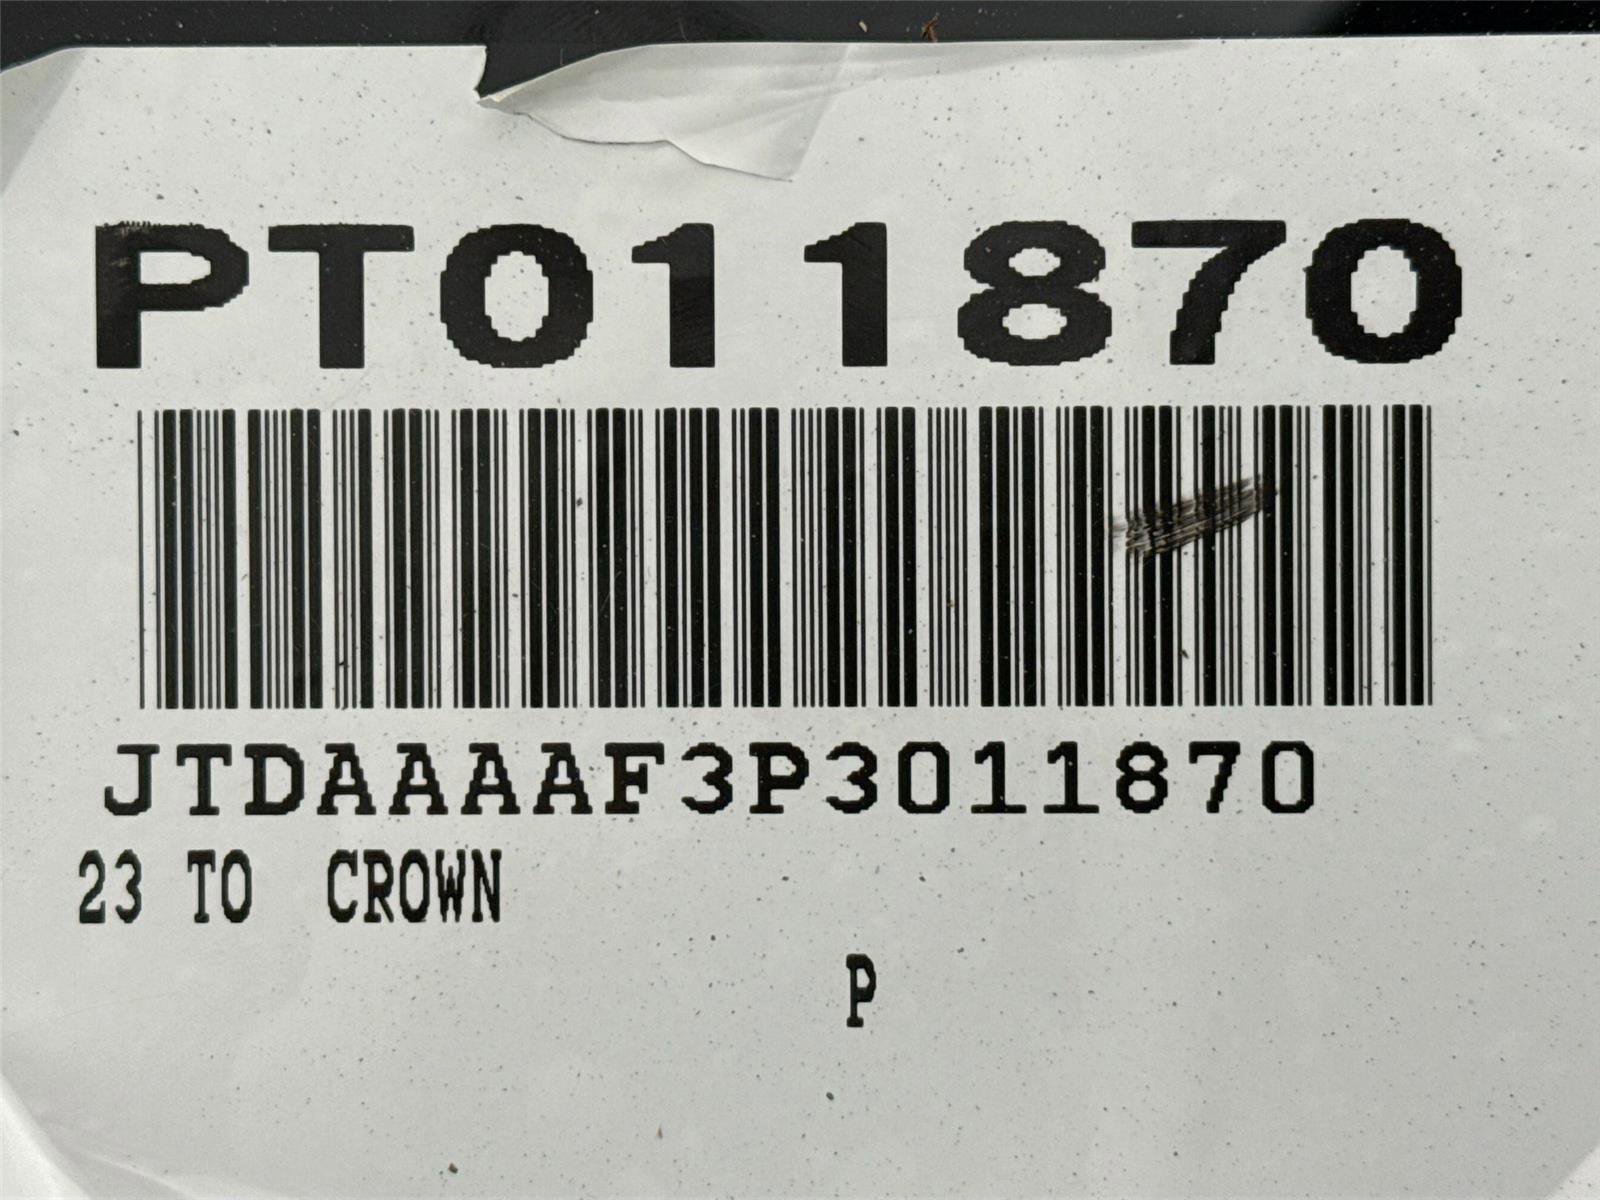 PT011870
JTDAAAAF3P3011870
23 TO CROWN
P